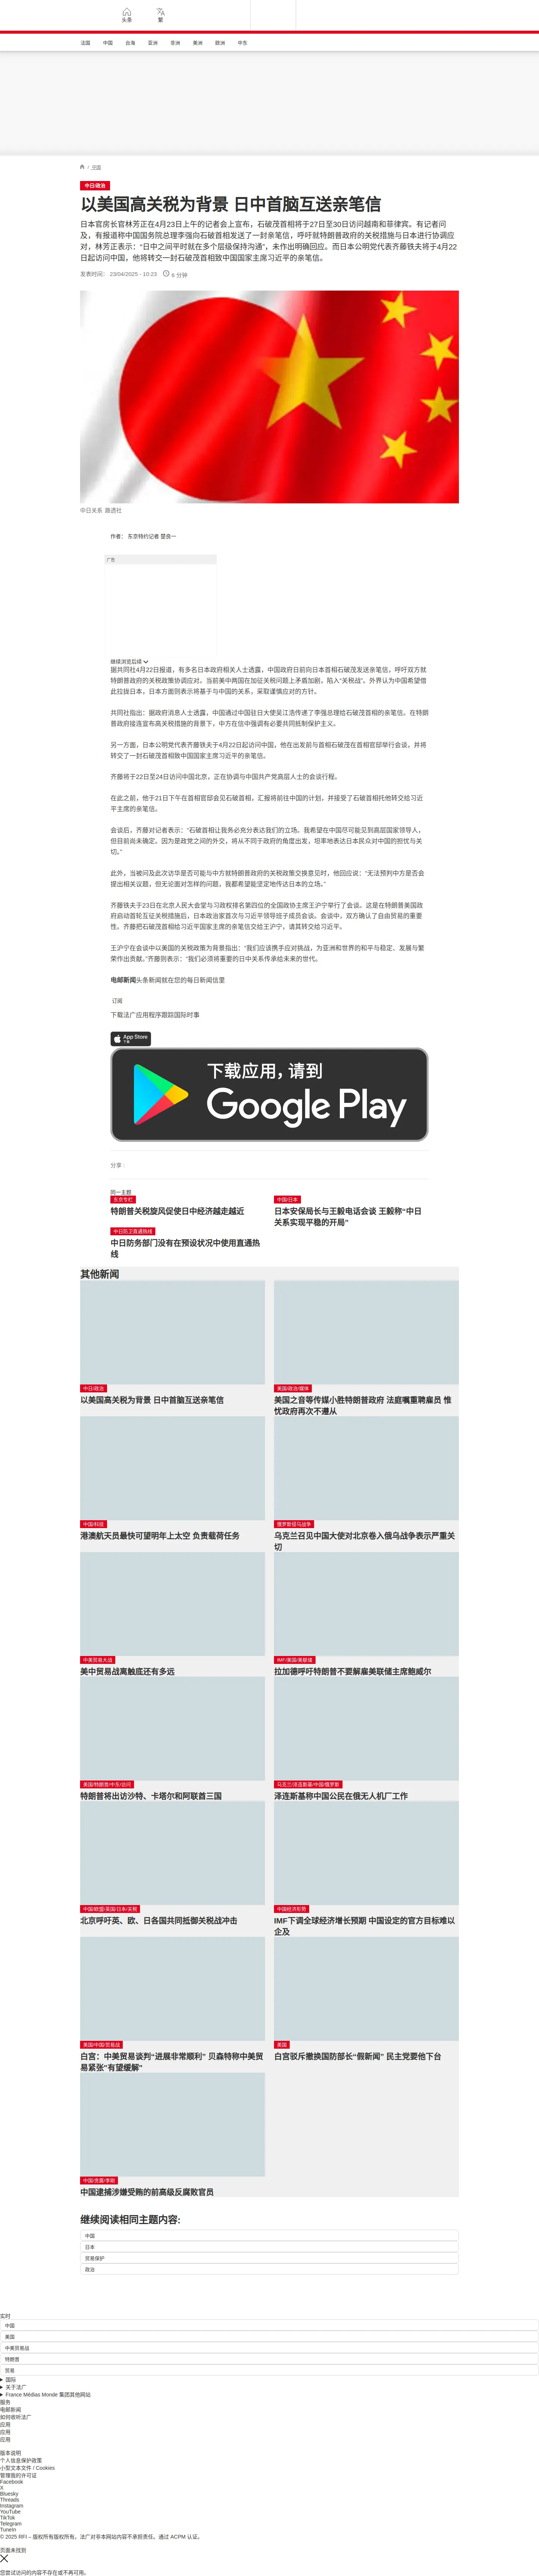 头条
繁
法国 中国 台海 亚洲 非洲 美洲 欧洲 中东
/ 中国
中日/政治
以美国高关税为背景 日中首脑互送亲笔信
日本官房长官林芳正在4月23日上午的记者会上宣布，石破茂首相将于27日至30日访问越南和菲律宾。有记者问
及，有报道称中国国务院总理李强向石破首相发送了一封亲笔信，呼吁就特朗普政府的关税措施与日本进行协调应
对，林芳正表示：“日中之间平时就在多个层级保持沟通”，未作出明确回应。而日本公明党代表齐藤铁夫将于4月22
日起访问中国，他将转交一封石破茂首相致中国国家主席习近平的亲笔信。
发表时间： 23/04/2025 - 10:23 6 分钟
中日关系 路透社
作者： 东京特约记者 楚良一
广告
继续浏览后续
据共同社4月22日报道，有多名日本政府相关人士透露，中国政府日前向日本首相石破茂发送亲笔信，呼吁双方就
特朗普政府的关税政策协调应对。当前美中两国在加征关税问题上矛盾加剧，陷入“关税战”。外界认为中国希望借
此拉拢日本，日本方面则表示将基于与中国的关系，采取谨慎应对的方针。
共同社指出：据政府消息人士透露，中国通过中国驻日大使吴江浩传递了李强总理给石破茂首相的亲笔信。在特朗
普政府接连宣布高关税措施的背景下，中方在信中强调有必要共同抵制保护主义。
另一方面，日本公明党代表齐藤铁夫于4月22日起访问中国，他在出发前与首相石破茂在首相官邸举行会谈，并将
转交了一封石破茂首相致中国国家主席习近平的亲笔信。
齐藤将于22日至24日访问中国北京，正在协调与中国共产党高层人士的会谈行程。
在此之前，他于21日下午在首相官邸会见石破首相，汇报将前往中国的计划，并接受了石破首相托他转交给习近
平主席的亲笔信。
会谈后，齐藤对记者表示：“石破首相让我务必充分表达我们的立场。我希望在中国尽可能见到高层国家领导人，
但目前尚未确定。因为是政党之间的外交，将从不同于政府的角度出发，坦率地表达日本民众对中国的担忧与关
切。”
此外，当被问及此次访华是否可能与中方就特朗普政府的关税政策交换意见时，他回应说：“无法预判中方是否会
提出相关议题，但无论面对怎样的问题，我都希望能坚定地传达日本的立场。”
齐藤铁夫于23日在北京人民大会堂与习政权排名第四位的全国政协主席王沪宁举行了会谈。这是在特朗普美国政
府启动首轮互征关税措施后，日本政治家首次与习近平领导班子成员会谈。会谈中，双方确认了自由贸易的重要
性。齐藤把石破茂首相给习近平国家主席的亲笔信交给王沪宁，请其转交给习近平。
王沪宁在会谈中以美国的关税政策为背景指出：“我们应该携手应对挑战，为亚洲和世界的和平与稳定、发展与繁
荣作出贡献。”齐藤则表示：“我们必须将重要的日中关系传承给未来的世代。
电邮新闻头条新闻就在您的每日新闻信里
订阅
下载法广应用程序跟踪国际时事
App Store
下载应用，请到
Google Play
分享 :
同一主题
东京专栏
特朗普关税旋风促使日中经济越走越近
中国/日本
日本安保局长与王毅电话会谈 王毅称“中日
关系实现平稳的开局”
中日防卫直通热线
中日防务部门没有在预设状况中使用直通热
线
其他新闻
中日/政治
以美国高关税为背景 日中首脑互送亲笔信
美国/政治/媒体
美国之音等传媒小胜特朗普政府 法庭嘱重聘雇员 惟
忧政府再次不遵从
中国/科技
港澳航天员最快可望明年上太空 负责载荷任务
俄罗斯侵乌战争
乌克兰召见中国大使对北京卷入俄乌战争表示严重关
切
中美贸易大战
美中贸易战离触底还有多远
IMF/美国/美联储
拉加德呼吁特朗普不要解雇美联储主席鲍威尔
美国/特朗普/中东/访问
特朗普将出访沙特、卡塔尔和阿联酋三国
乌克兰/泽连斯基/中国/俄罗斯
泽连斯基称中国公民在俄无人机厂工作
中国/欧盟/英国/日本/关税
北京呼吁英、欧、日各国共同抵御关税战冲击
中国经济形势
IMF下调全球经济增长预期 中国设定的官方目标难以
企及
美国/中国/贸易战
白宫：中美贸易谈判“进展非常顺利” 贝森特称中美贸
易紧张“有望缓解”
美国
白宫驳斥撤换国防部长“假新闻” 民主党要他下台
中国/贪腐/李刚
中国逮捕涉嫌受贿的前高级反腐败官员
继续阅读相同主题内容:
中国
日本
贸易保护
政治
实时
中国
美国
中美贸易战
特朗普
贸易
国际
关于法广
France Médias Monde 集团其他网站
服务
电邮新闻
如何收听法广
应用
应用
应用
版本说明
个人信息保护政策
小型文本文件 / Cookies
管理我的许可证
Facebook
X
Bluesky
Threads
Instagram
YouTube
TikTok
Telegram
TuneIn
© 2025 RFI – 版权所有版权所有。法广对非本网站内容不承担责任。通过 ACPM 认证。
页面未找到
您尝试访问的内容不存在或不再可用。